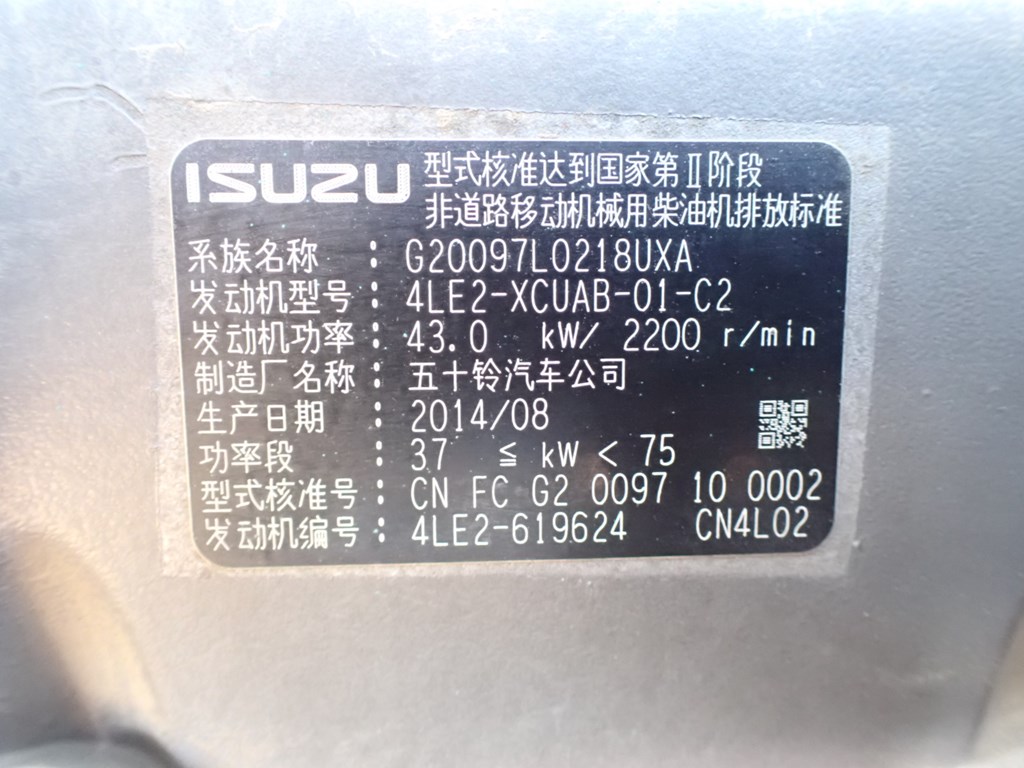 ISUZU 型式核准达到国家第Ⅱ阶段
非道路移动机械用柴油机排放标准
系族名称 : G20097L0218UXA
发动机型号 : 4LE2-XCUAB-01-C2
发动机功率 : 43.0 kW/ 2200 r/min
制造厂名称 : 五十铃汽车公司
生产日期 : 2014/08
功率段 : 37 ≦ kW < 75
型式核准号 : CN FC G2 0097 10 0002
发动机编号 : 4LE2-619624 CN4L02